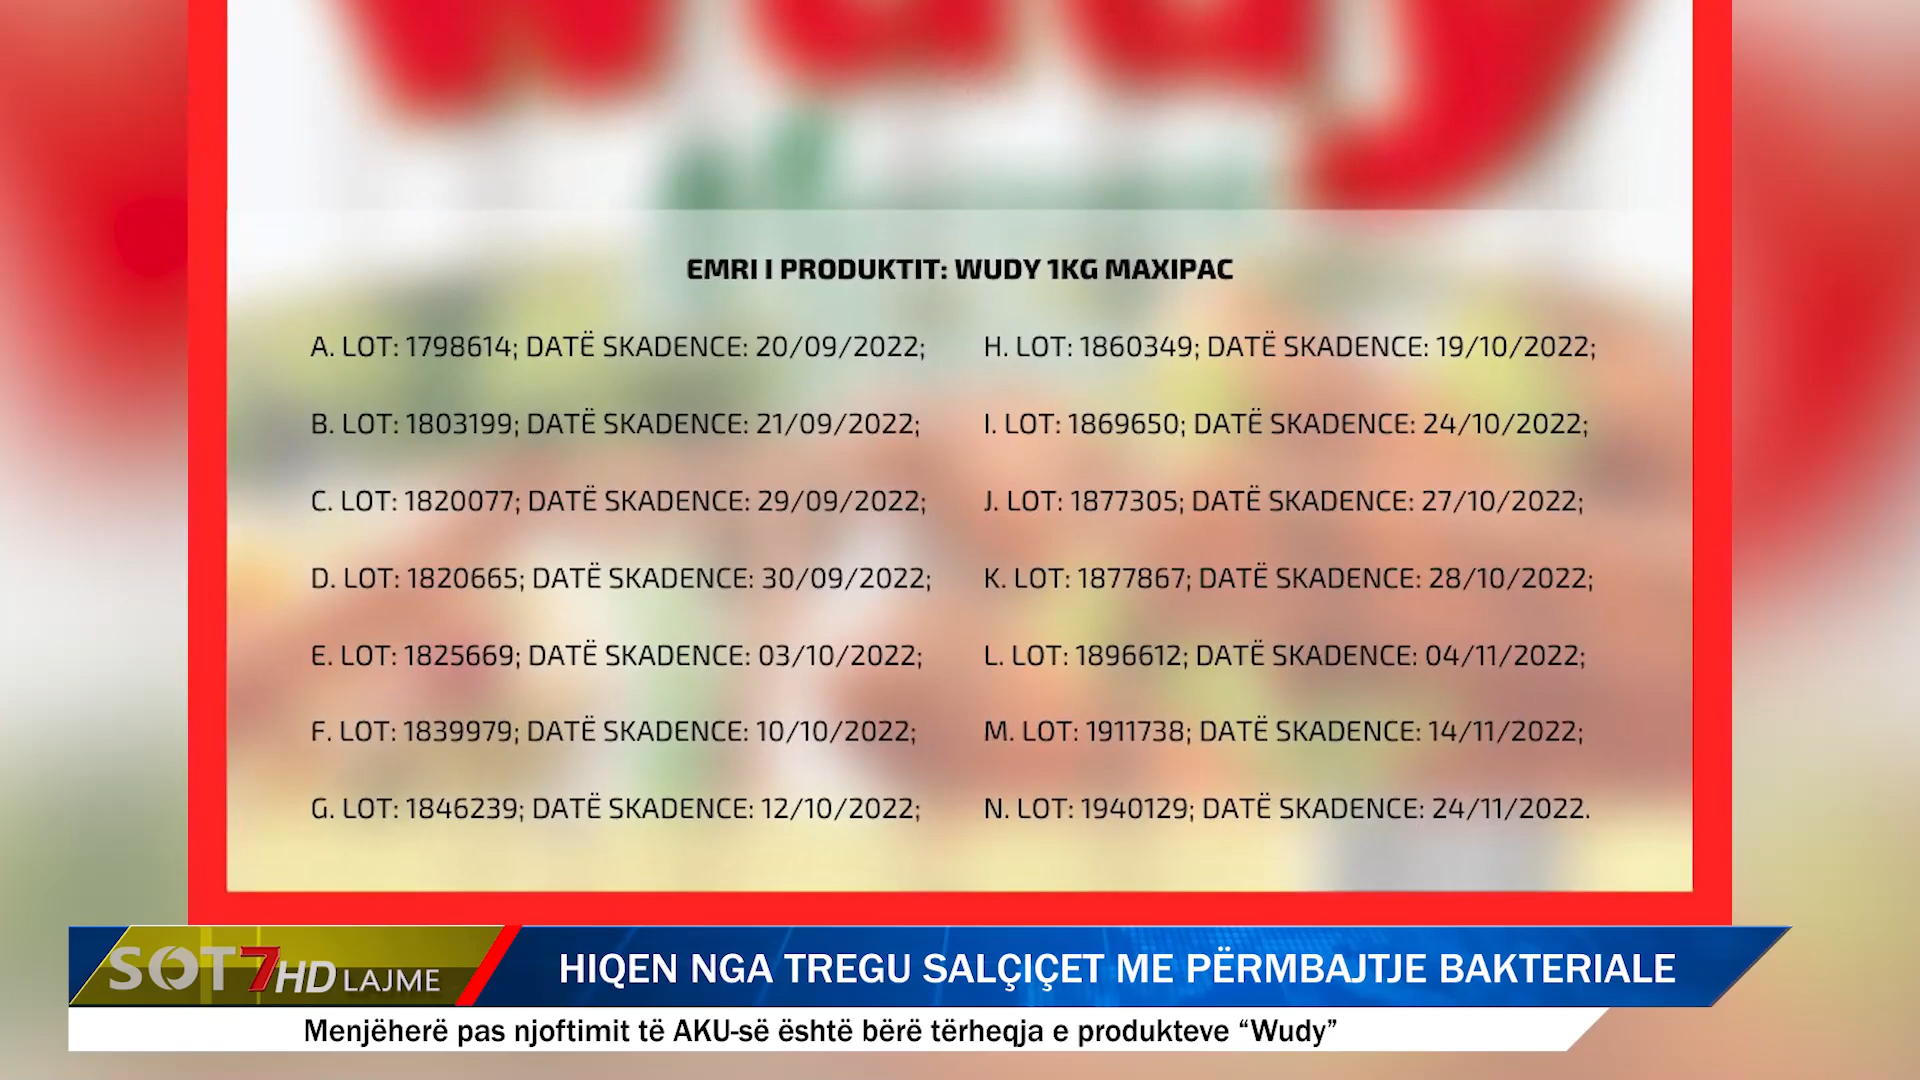 wudy
EMRI I PRODUKTIT: WUDY 1KG MAXIPAC
A. LOT: 1798614; DATË SKADENCE: 20/09/2022;
B. LOT: 1803199; DATË SKADENCE: 21/09/2022;
C. LOT: 1820077; DATË SKADENCE: 29/09/2022;
D. LOT: 1820665; DATË SKADENCE: 30/09/2022;
E. LOT: 1825669; DATË SKADENCE: 03/10/2022;
F. LOT: 1839979; DATË SKADENCE: 10/10/2022;
G. LOT: 1846239; DATË SKADENCE: 12/10/2022;
H. LOT: 1860349; DATË SKADENCE: 19/10/2022;
I. LOT: 1869650; DATË SKADENCE: 24/10/2022;
J. LOT: 1877305; DATË SKADENCE: 27/10/2022;
K. LOT: 1877867; DATË SKADENCE: 28/10/2022;
L. LOT: 1896612; DATË SKADENCE: 04/11/2022;
M. LOT: 1911738; DATË SKADENCE: 14/11/2022;
N. LOT: 1940129; DATË SKADENCE: 24/11/2022.
SOT7HD LAJME
HIQEN NGA TREGU SALÇIÇET ME PËRMBAJTJE BAKTERIALE
Menjëherë pas njoftimit të AKU-së është bërë tërheqja e produkteve “Wudy”